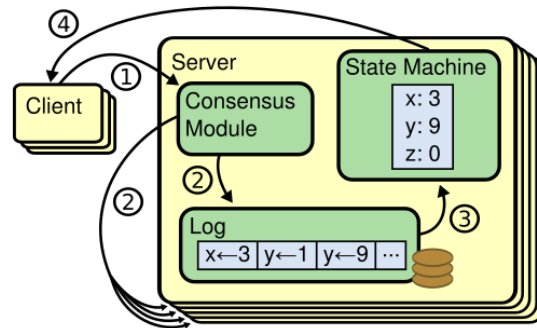 ④
①
Server
Client
Consensus
Module
State Machine
x: 3
y: 9
z: 0
②
②
③
Log
x←3 y←1 y←9 ···